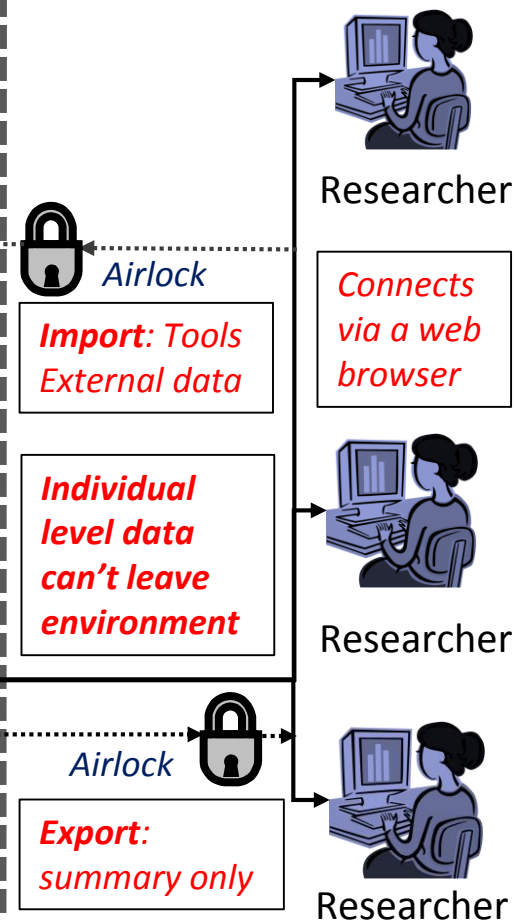 Researcher
Airlock
Import: Tools
External data
Connects
via a web
browser
Individual
level data
can’t leave
environment
Researcher
Airlock
Export:
summary only
Researcher